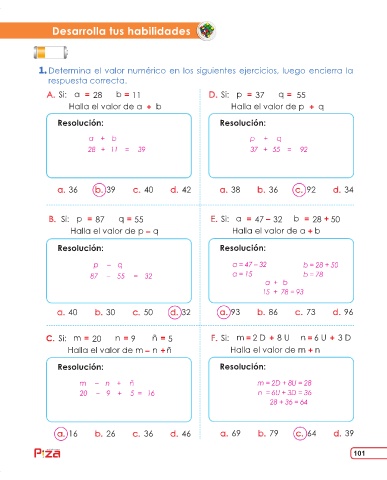 Desarrolla tus habilidades
1. Determina el valor numérico en los siguientes ejercicios, luego encierra la
respuesta correcta.
A. Si: a = 28 b = 11
Halla el valor de a + b
Resolución:
a + b
28 + 11 = 39
a. 36 b. 39 c. 40 d. 42
D. Si: p = 37 q = 55
Halla el valor de p + q
Resolución:
p + q
37 + 55 = 92
a. 38 b. 36 c. 92 d. 34
B. Si: p = 87 q = 55
Halla el valor de p – q
Resolución:
p – q
87 – 55 = 32
a. 40 b. 30 c. 50 d. 32
E. Si: a = 47 – 32 b = 28 + 50
Halla el valor de a + b
Resolución:
a = 47 – 32 b = 28 + 50
a = 15 b = 78
a + b
15 + 78 = 93
a. 93 b. 86 c. 73 d. 96
C. Si: m = 20 n = 9 ñ = 5
Halla el valor de m – n + ñ
Resolución:
m – n + ñ
20 – 9 + 5 = 16
a. 16 b. 26 c. 36 d. 46
F. Si: m = 2 D + 8 U n = 6 U + 3 D
Halla el valor de m + n
Resolución:
m = 2D + 8U = 28
n = 6U + 3D = 36
28 + 36 = 64
a. 69 b. 79 c. 64 d. 39
Piza
101